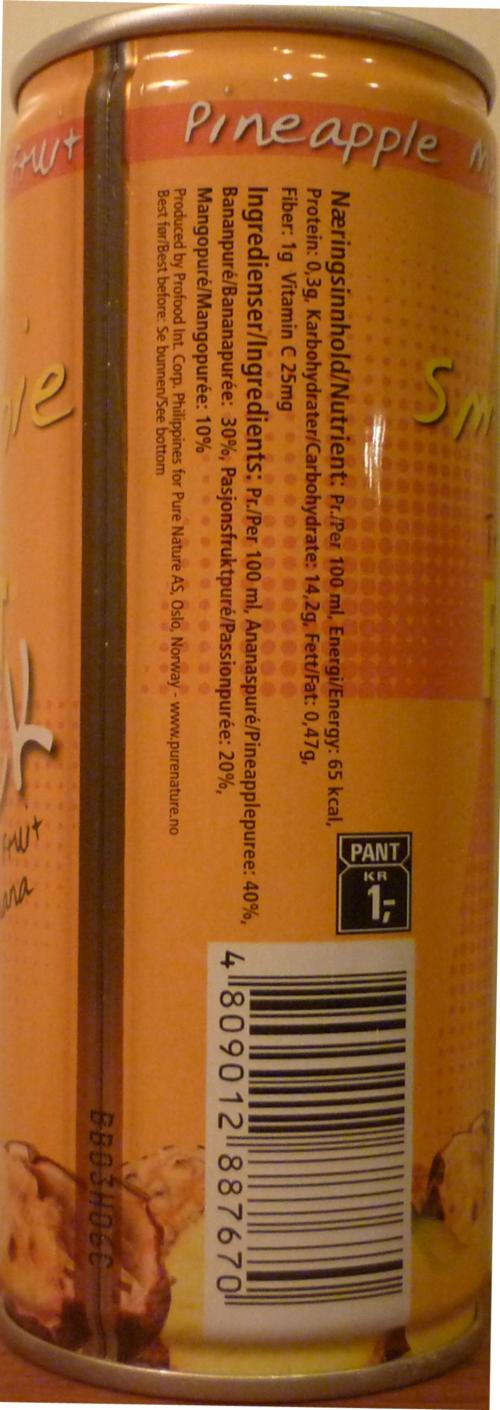 Pineapple
Næringsinnhold/Nutrient: Pr./Per 100 ml, Energi/Energy: 65 kcal,
Protein: 0,3g, Karbohydrater/Carbohydrate: 14,2g, Fett/Fat: 0,47g,
Fiber: 1g Vitamin C 25mg
Ingredienser/Ingredients: Pr./Per 100 ml, Ananaspuré/Pineapplepuree: 40%,
Bananpuré/Bananapurée: 30%, Pasjonsfruktpuré/Passionpurée: 20%,
Mangopuré/Mangopurée: 10%
Produced by Profood Int. Corp. Philippines for Pure Nature AS, Oslo, Norway - www.purenature.no
Best før/Best before: Se bunnen/See bottom
PANT
KR
1,-
4 809012 887670